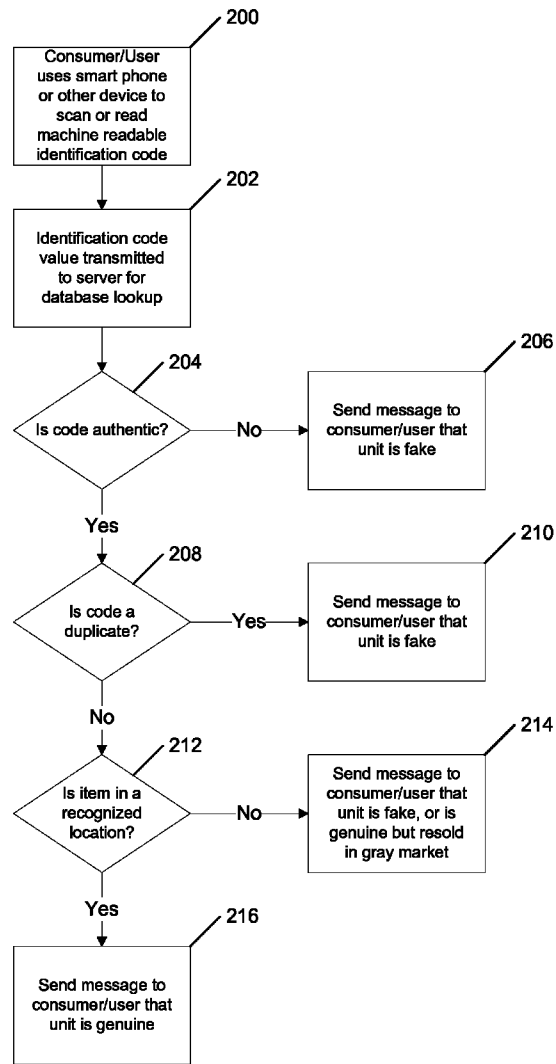 200
Consumer/User
uses smart phone
or other device to
scan or read
machine readable
identification code
202
Identification code
value transmitted
to server for
database lookup
204
Is code authentic?
No
206
Send message to
consumer/user that
unit is fake
Yes
208
Is code a
duplicate?
Yes
210
Send message to
consumer/user that
unit is fake
No
212
Is item in a
recognized
location?
No
214
Send message to
consumer/user that
unit is fake, or is
genuine but resold
in gray market
Yes
216
Send message to
consumer/user that
unit is genuine